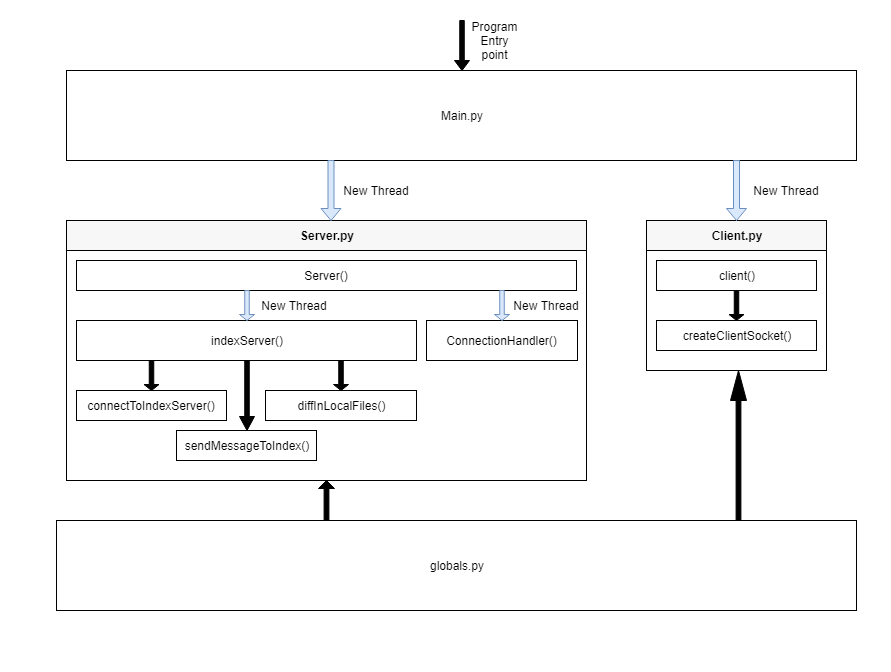 Program
Entry
point
Main.py
New Thread
New Thread
Server.py
Client.py
Server()
client()
New Thread
New Thread
indexServer()
ConnectionHandler()
createClientSocket()
connectToIndexServer()
diffInLocalFiles()
sendMessageToIndex()
globals.py